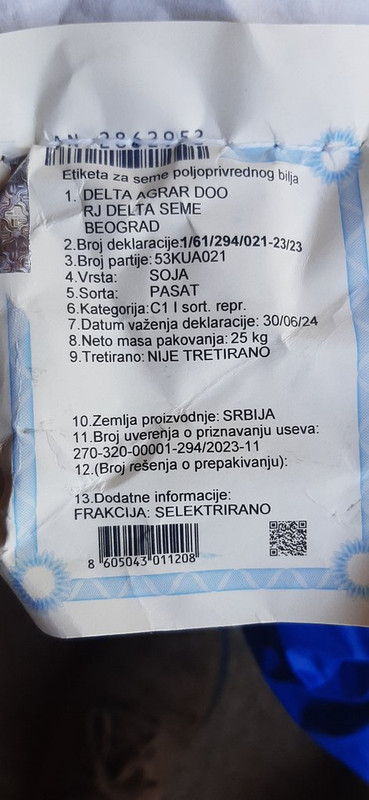 AN 2862952
Etiketa za seme poljoprivrednog bilja
1. DELTA AGRAR DOO
RJ DELTA SEME
BEOGRAD
2.Broj deklaracije:1/61/294/021-23/23
3.Broj partije: 53KUA021
4.Vrsta: SOJA
5.Sorta: PASAT
6.Kategorija:C1 I sort. repr.
7.Datum važenja deklaracije: 30/06/24
8.Neto masa pakovanja: 25 kg
9.Tretirano: NIJE TRETIRANO
10.Zemlja proizvodnje: SRBIJA
11.Broj uverenja o priznavanju useva:
270-320-00001-294/2023-11
12.(Broj rešenja o prepakivanju):
13.Dodatne informacije:
FRAKCIJA: SELEKTRIRANO
8 605043 011208